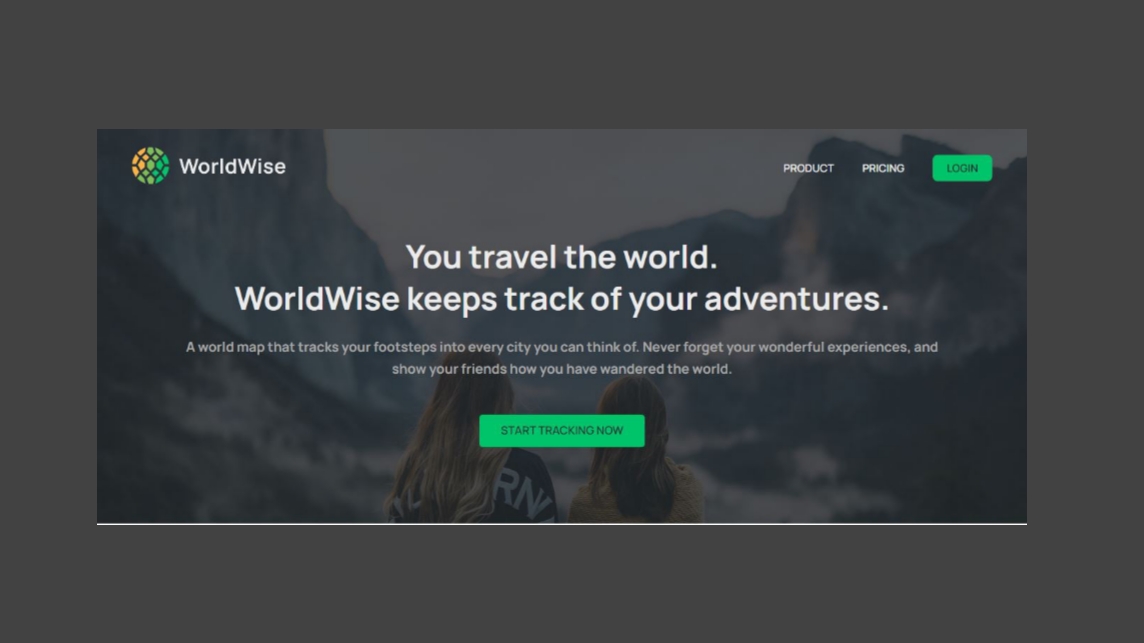 WorldWise
PRODUCT
PRICING
LOGIN
You travel the world.
WorldWise keeps track of your adventures.
A world map that tracks your footsteps into every city you can think of. Never forget your wonderful experiences, and
show your friends how you have wandered the world.
START TRACKING NOW
RNI